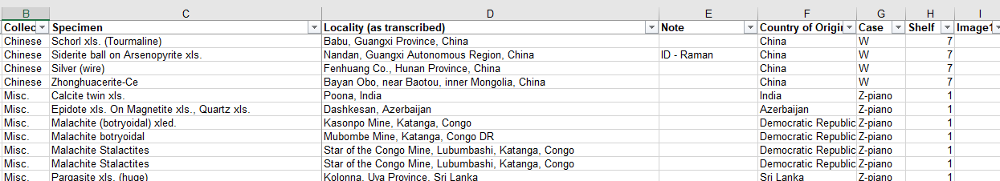 B C D E F G H I
Collec Specimen Locality (as transcribed) Note Country of Origi Case Shelf Image
Chinese Schorl xls. (Tourmaline) Babu, Guangxi Province, China China W 7
Chinese Siderite ball on Arsenopyrite xls. Nandan, Guangxi Autonomous Region, China ID - Raman China W 7
Chinese Silver (wire) Fenhuang Co., Hunan Province, China China W 7
Chinese Zhonghuacerite-Ce Bayan Obo, near Baotou, inner Mongolia, China China W 7
Misc. Calcite twin xls. Poona, India India Z-piano 1
Misc. Epidote xls. On Magnetite xls., Quartz xls. Dashkesan, Azerbaijan Azerbaijan Z-piano 1
Misc. Malachite (botryoidal) xled. Kasonpo Mine, Katanga, Congo Democratic Republic Z-piano 1
Misc. Malachite botryoidal Mubombe Mine, Katanga, Congo DR Democratic Republic Z-piano 1
Misc. Malachite Stalactites Star of the Congo Mine, Lubumbashi, Katanga, Congo Democratic Republic Z-piano 1
Misc. Malachite Stalactites Star of the Congo Mine, Lubumbashi, Katanga, Congo Democratic Republic Z-piano 1
Misc. Pargasite xls. (huge) Kolonna, Uva Province, Sri Lanka Sri Lanka Z-piano 1